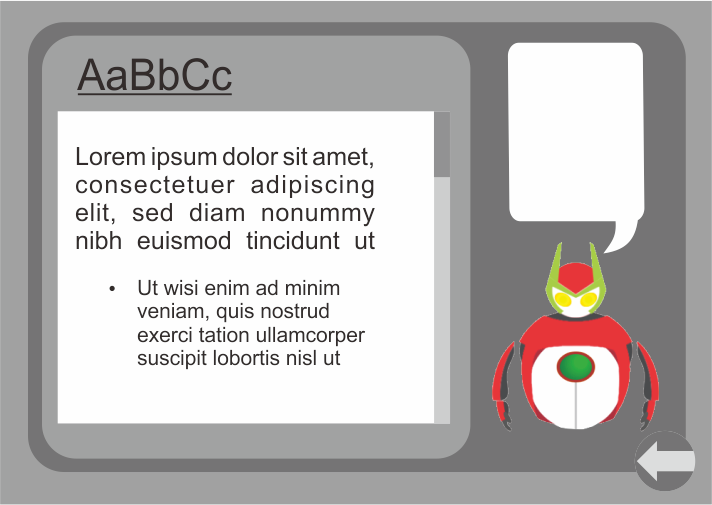 AaBbCc
Lorem ipsum dolor sit amet,
consectetuer adipiscing
elit, sed diam nonummy
nibh euismod tincidunt ut
• Ut wisi enim ad minim
veniam, quis nostrud
exerci tation ullamcorper
suscipit lobortis nisl ut